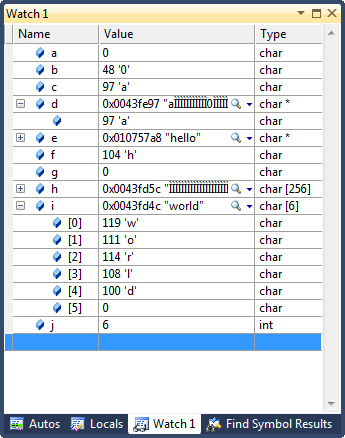 Watch 1
Name Value Type
a 0 char
b 48 '0' char
c 97 'a' char
d 0x0043fe97 "aÌÌÌÌÌÌÌÌÌÌÌ0ÌÌÌÌ char *
97 'a' char
e 0x010757a8 "hello" char *
f 104 'h' char
g 0 char
h 0x0043fd5c "ÌÌÌÌÌÌÌÌÌÌÌÌÌÌÌÌÌÌÌ char [256]
i 0x0043fd4c "world" char [6]
[0] 119 'w' char
[1] 111 'o' char
[2] 114 'r' char
[3] 108 'l' char
[4] 100 'd' char
[5] 0 char
j 6 int
Autos Locals Watch 1 Find Symbol Results